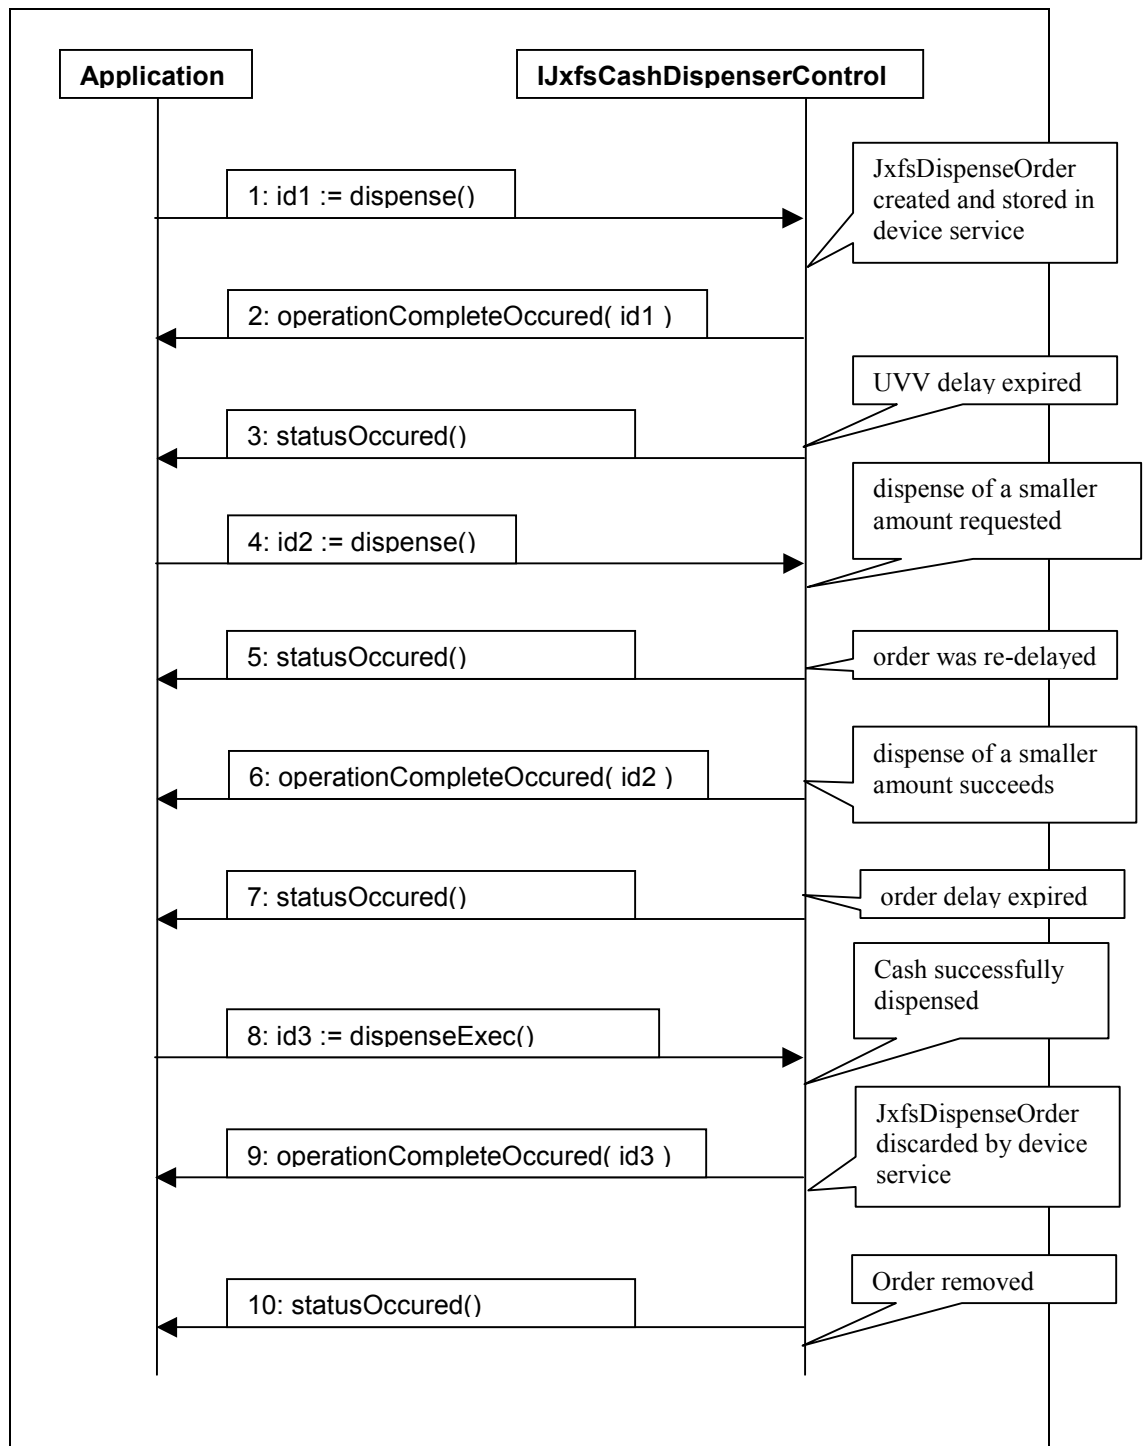 Application
IJxfsCashDispenserControl
JxfsDispenseOrder
created and stored in
device service
1: id1 := dispense()
2: operationCompleteOccured( id1 )
UVV delay expired
3: statusOccured()
dispense of a smaller
amount requested
4: id2 := dispense()
5: statusOccured()
order was re-delayed
dispense of a smaller
amount succeeds
6: operationCompleteOccured( id2 )
7: statusOccured()
order delay expired
Cash successfully
dispensed
8: id3 := dispenseExec()
JxfsDispenseOrder
discarded by device
service
9: operationCompleteOccured( id3 )
Order removed
10: statusOccured()